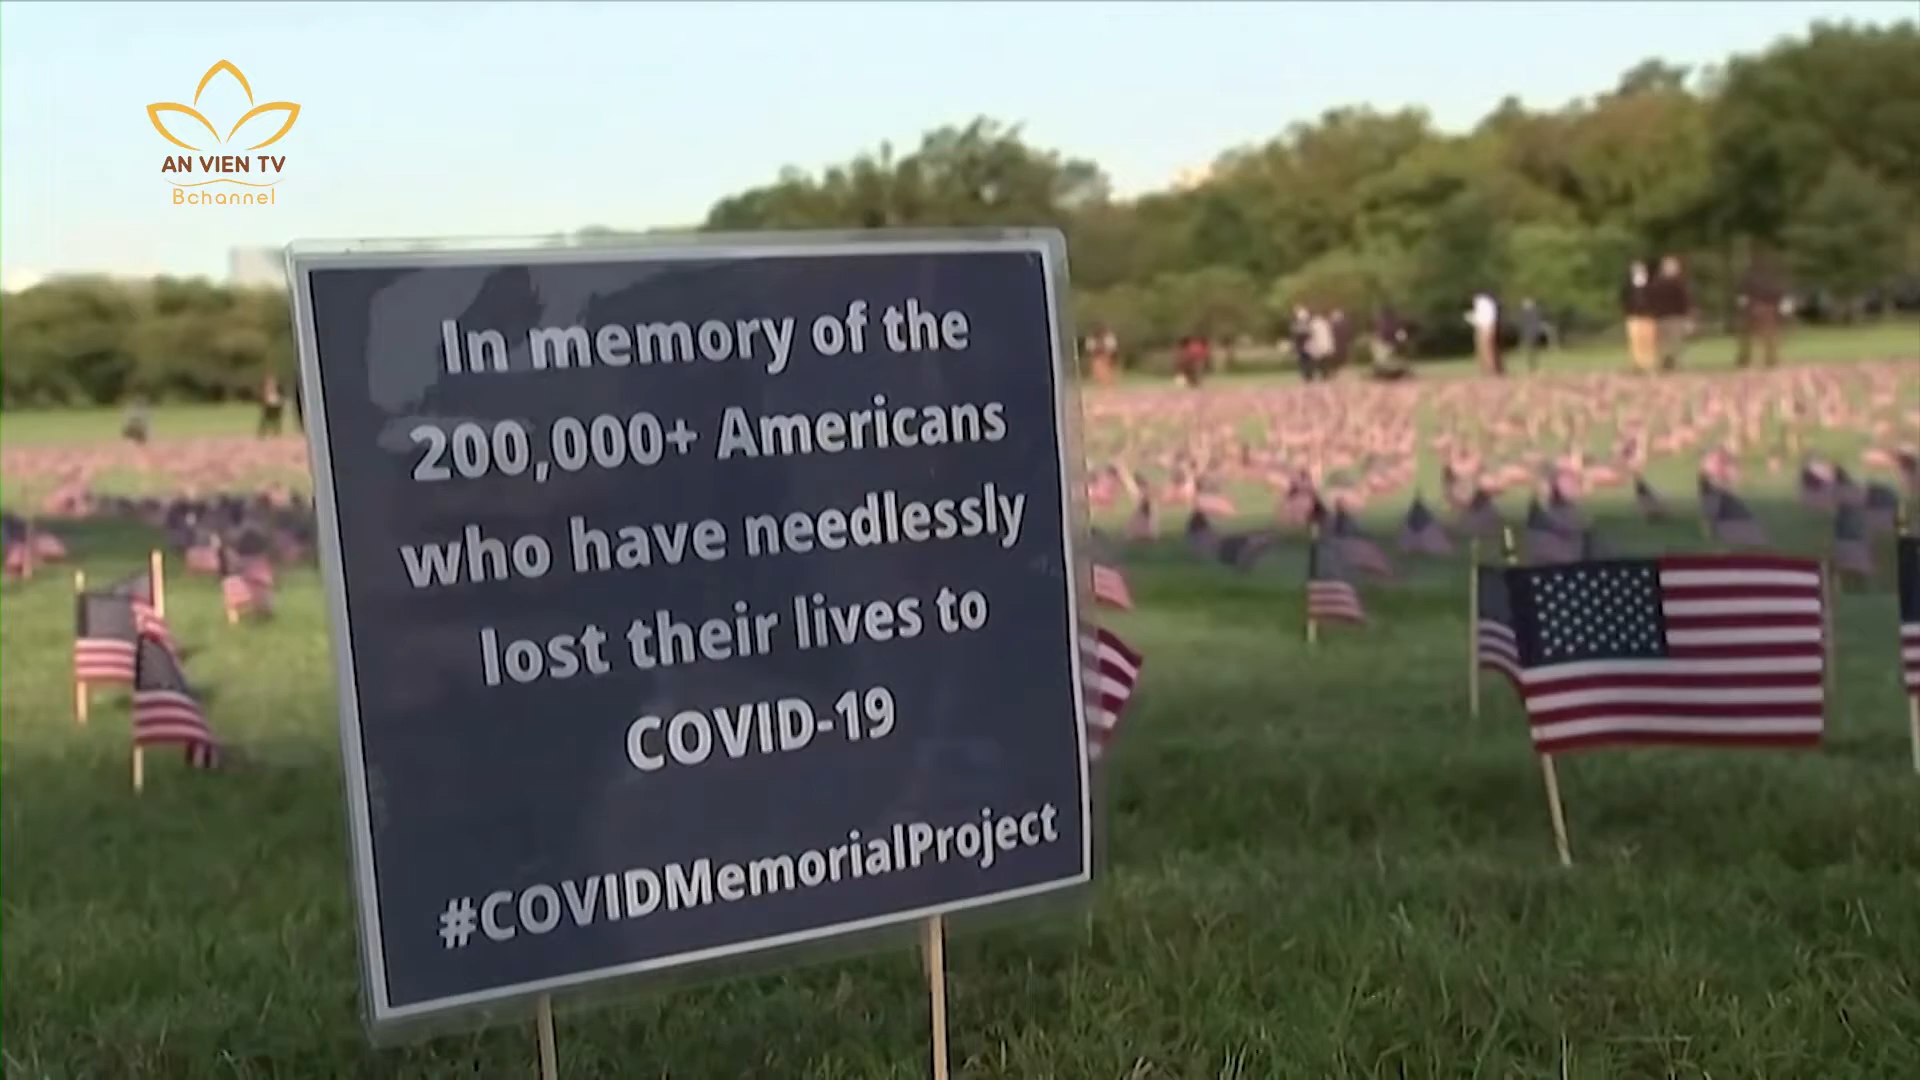 AN VIEN TV
Bchannel
In memory of the
200,000+ Americans
who have needlessly
lost their lives to
COVID-19
#COVIDMemorialProject